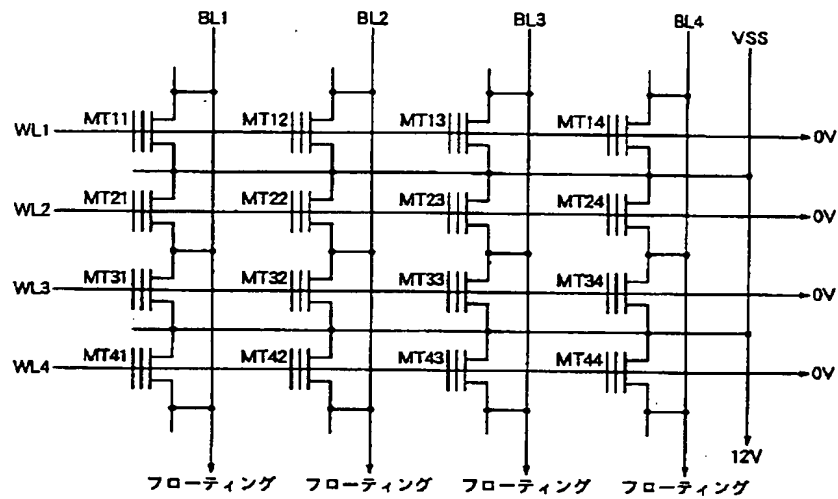 BL1 BL2 BL3 BL4 VSS
MT11 MT12 MT13 MT14
WL1 0V
MT21 MT22 MT23 MT24
WL2 0V
MT31 MT32 MT33 MT34
WL3 0V
MT41 MT42 MT43 MT44
WL4 0V
12V
フローティング フローティング フローティング フローティング